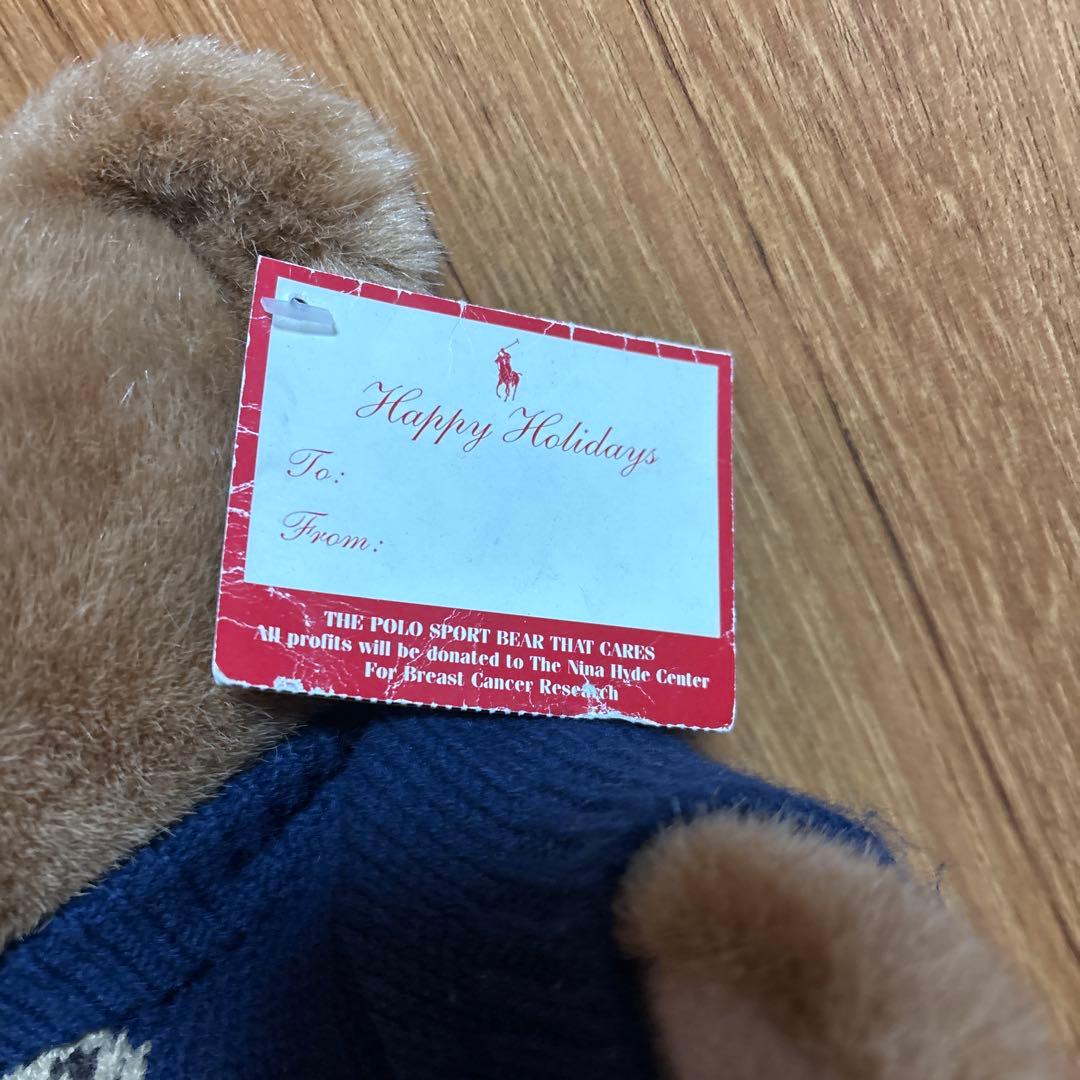 Happy Holidays
To:
From:
THE POLO SPORT BEAR THAT CARES
All profits will be donated to The Nina Hyde Center
For Breast Cancer Research